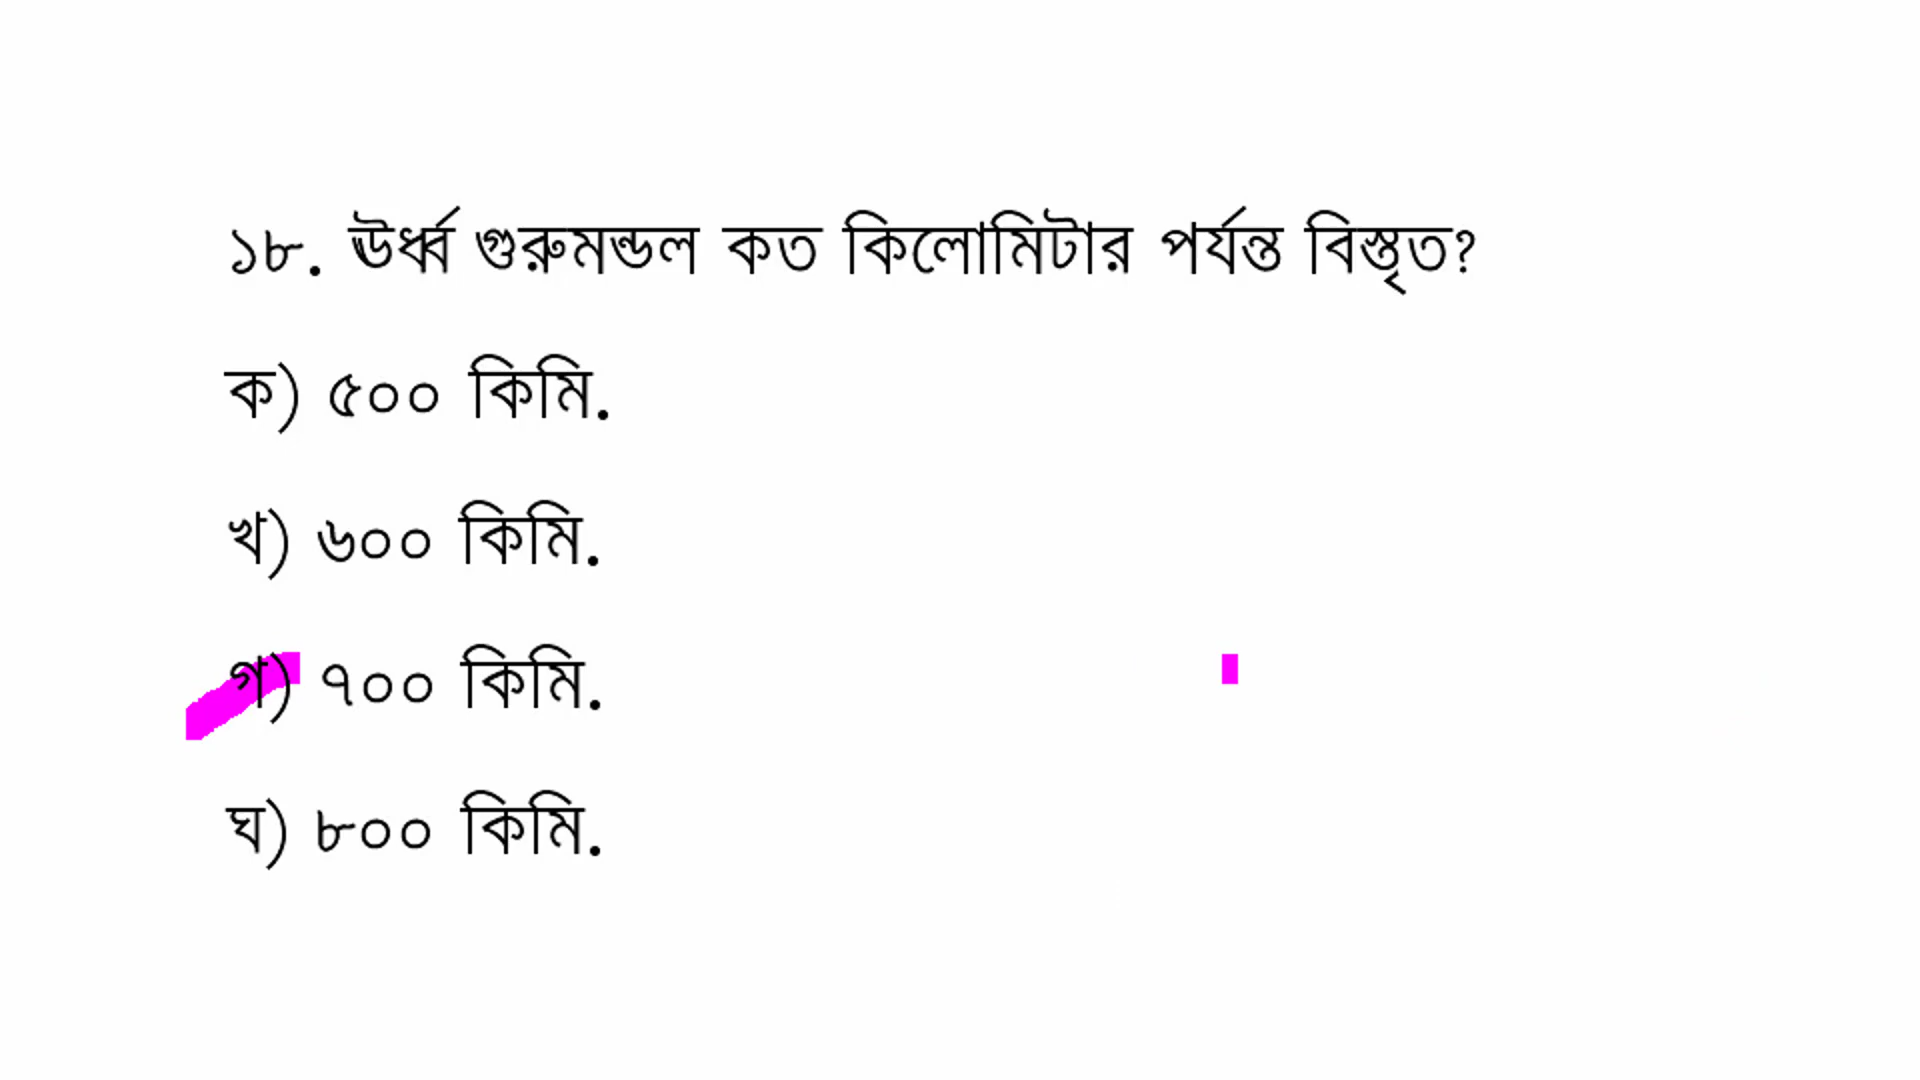 ১৮. ঊর্ধ্ব গুরুমন্ডল কত কিলোমিটার পর্যন্ত বিস্তৃত?
ক) ৫০০ কিমি.
খ) ৬০০ কিমি.
গ) ৭০০ কিমি.
ঘ) ৮০০ কিমি.